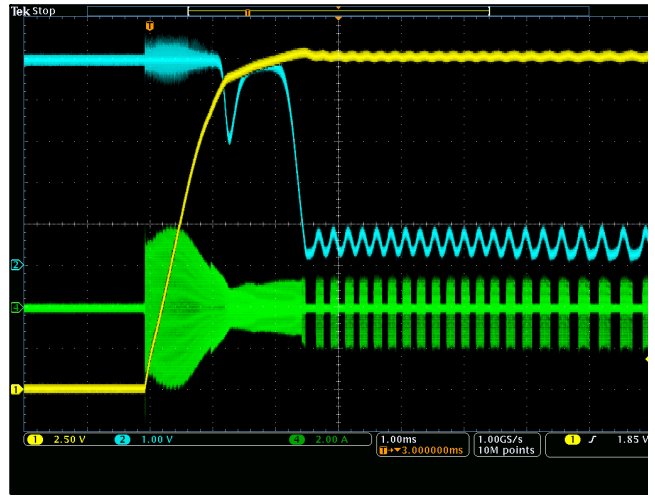 Tek Stop
T
T
2
4
1
1 2.50 V 2 1.00 V 4 2.00 A 1.00ms 1.00GS/s 1 ∫ 1.85 V
T→▼3.000000ms 10M points